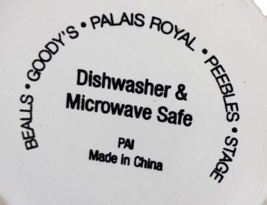 BEALLS • GOODY'S • PALAIS ROYAL • PEEBLES • STAGE
Dishwasher &
Microwave Safe
PAI
Made in China